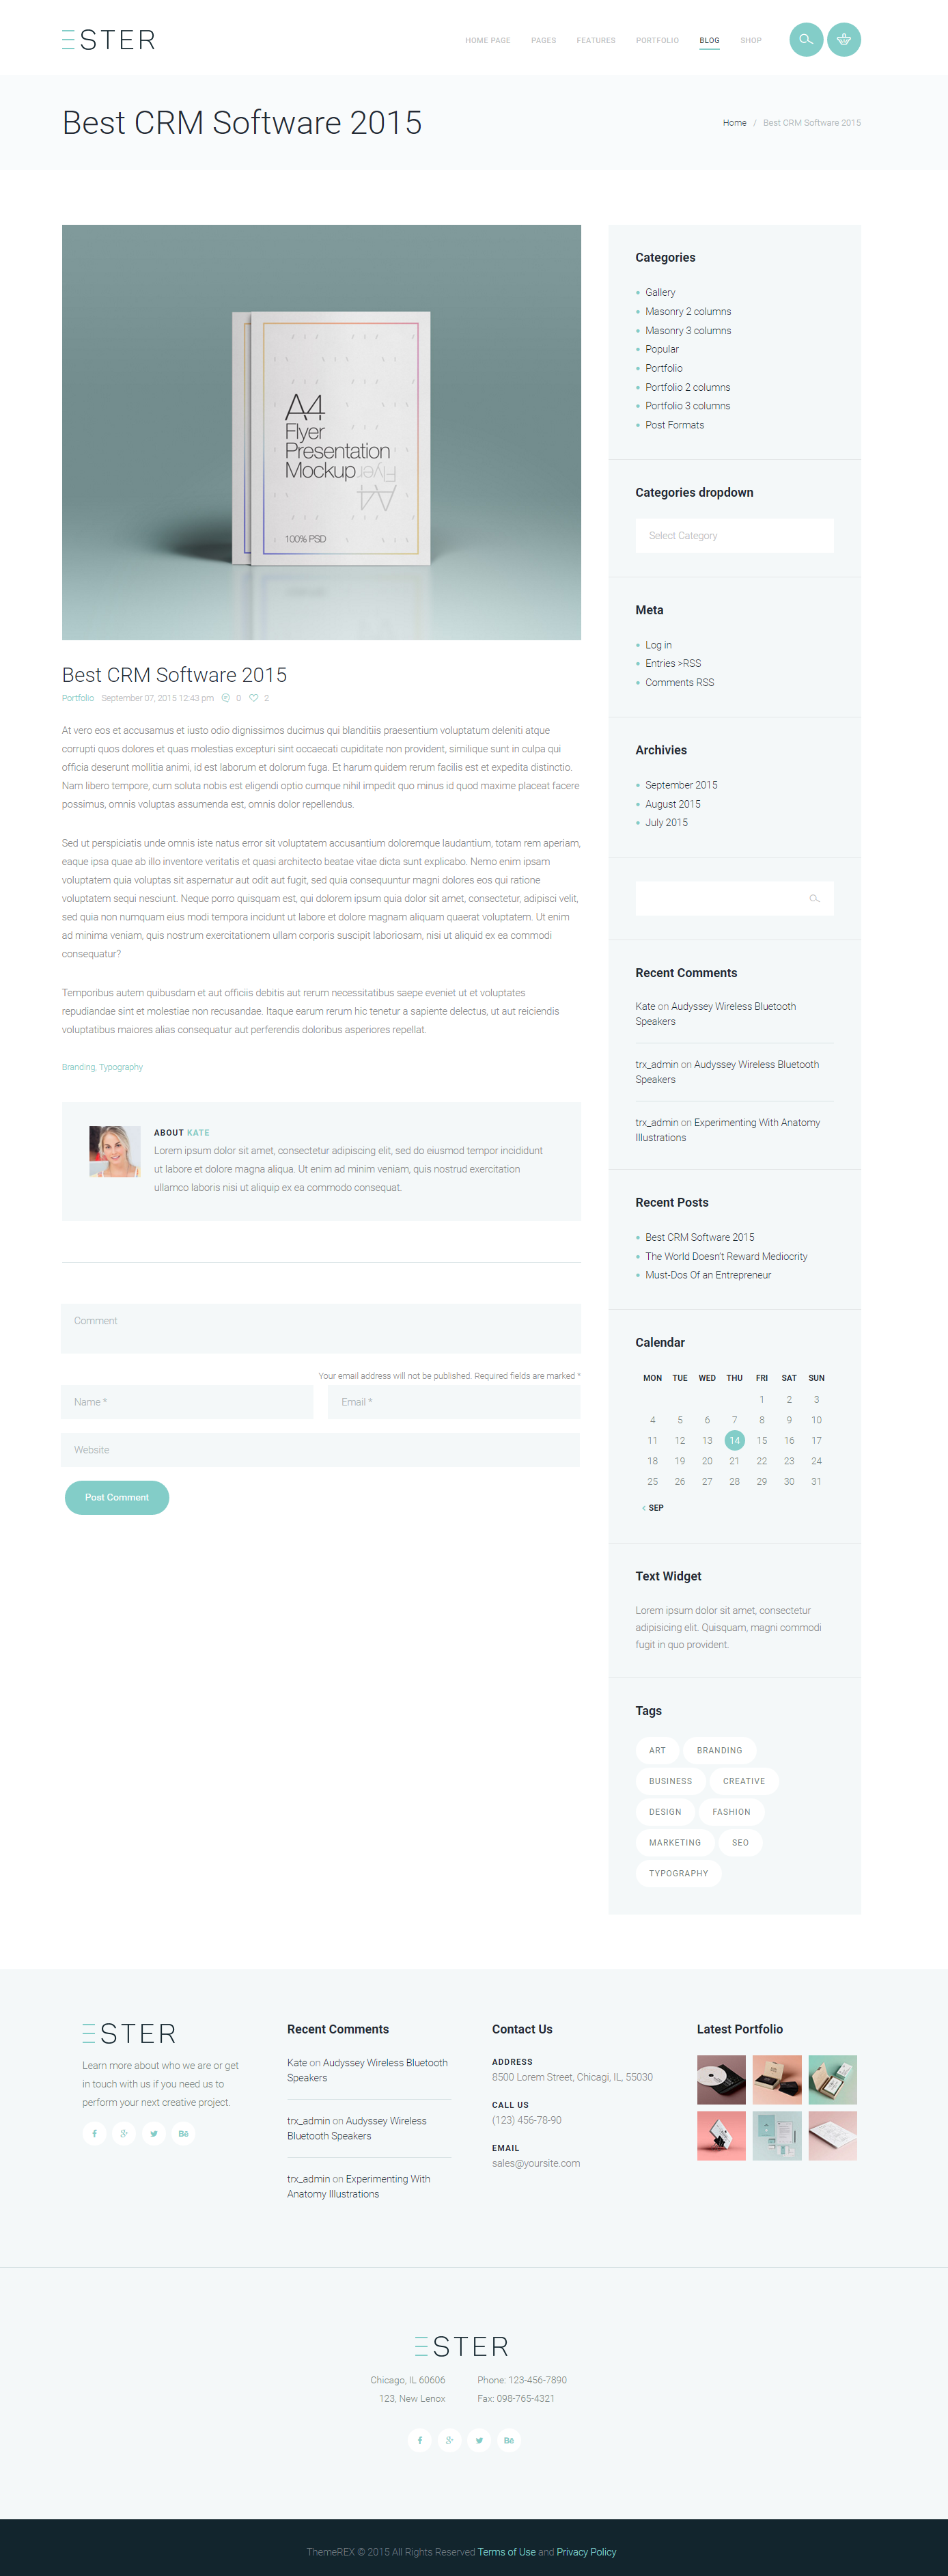 ESTER
HOME PAGE PAGES FEATURES PORTFOLIO BLOG SHOP
Best CRM Software 2015
Home / Best CRM Software 2015
A4
Flyer
Presentation
Mockup
Flyer
A4
100% PSD
Best CRM Software 2015
Portfolio September 07, 2015 12:43 pm 0 2
At vero eos et accusamus et iusto odio dignissimos ducimus qui blanditiis praesentium voluptatum deleniti atque
corrupti quos dolores et quas molestias excepturi sint occaecati cupiditate non provident, similique sunt in culpa qui
officia deserunt mollitia animi, id est laborum et dolorum fuga. Et harum quidem rerum facilis est et expedita distinctio.
Nam libero tempore, cum soluta nobis est eligendi optio cumque nihil impedit quo minus id quod maxime placeat facere
possimus, omnis voluptas assumenda est, omnis dolor repellendus.
Sed ut perspiciatis unde omnis iste natus error sit voluptatem accusantium doloremque laudantium, totam rem aperiam,
eaque ipsa quae ab illo inventore veritatis et quasi architecto beatae vitae dicta sunt explicabo. Nemo enim ipsam
voluptatem quia voluptas sit aspernatur aut odit aut fugit, sed quia consequuntur magni dolores eos qui ratione
voluptatem sequi nesciunt. Neque porro quisquam est, qui dolorem ipsum quia dolor sit amet, consectetur, adipisci velit,
sed quia non numquam eius modi tempora incidunt ut labore et dolore magnam aliquam quaerat voluptatem. Ut enim
ad minima veniam, quis nostrum exercitationem ullam corporis suscipit laboriosam, nisi ut aliquid ex ea commodi
consequatur?
Temporibus autem quibusdam et aut officiis debitis aut rerum necessitatibus saepe eveniet ut et voluptates
repudiandae sint et molestiae non recusandae. Itaque earum rerum hic tenetur a sapiente delectus, ut aut reiciendis
voluptatibus maiores alias consequatur aut perferendis doloribus asperiores repellat.
Branding, Typography
ABOUT KATE
Lorem ipsum dolor sit amet, consectetur adipiscing elit, sed do eiusmod tempor incididunt
ut labore et dolore magna aliqua. Ut enim ad minim veniam, quis nostrud exercitation
ullamco laboris nisi ut aliquip ex ea commodo consequat.
Comment
Your email address will not be published. Required fields are marked *
Name * Email *
Website
Post Comment
Categories
Gallery
Masonry 2 columns
Masonry 3 columns
Popular
Portfolio
Portfolio 2 columns
Portfolio 3 columns
Post Formats
Categories dropdown
Select Category
Meta
Log in
Entries >RSS
Comments RSS
Archivies
September 2015
August 2015
July 2015
Recent Comments
Kate on Audyssey Wireless Bluetooth
Speakers
trx_admin on Audyssey Wireless Bluetooth
Speakers
trx_admin on Experimenting With Anatomy
Illustrations
Recent Posts
Best CRM Software 2015
The World Doesn't Reward Mediocrity
Must-Dos Of an Entrepreneur
Calendar
MON TUE WED THU FRI SAT SUN
1 2 3
4 5 6 7 8 9 10
11 12 13 14 15 16 17
18 19 20 21 22 23 24
25 26 27 28 29 30 31
‹ SEP
Text Widget
Lorem ipsum dolor sit amet, consectetur
adipisicing elit. Quisquam, magni commodi
fugit in quo provident.
Tags
ART BRANDING
BUSINESS CREATIVE
DESIGN FASHION
MARKETING SEO
TYPOGRAPHY
ESTER
Learn more about who we are or get
in touch with us if you need us to
perform your next creative project.
Bē
Recent Comments
Kate on Audyssey Wireless Bluetooth
Speakers
trx_admin on Audyssey Wireless
Bluetooth Speakers
trx_admin on Experimenting With
Anatomy Illustrations
Contact Us
ADDRESS
8500 Lorem Street, Chicagi, IL, 55030
CALL US
(123) 456-78-90
EMAIL
sales@yoursite.com
Latest Portfolio
ESTER
Chicago, IL 60606 Phone: 123-456-7890
123, New Lenox Fax: 098-765-4321
Bē
ThemeREX © 2015 All Rights Reserved Terms of Use and Privacy Policy